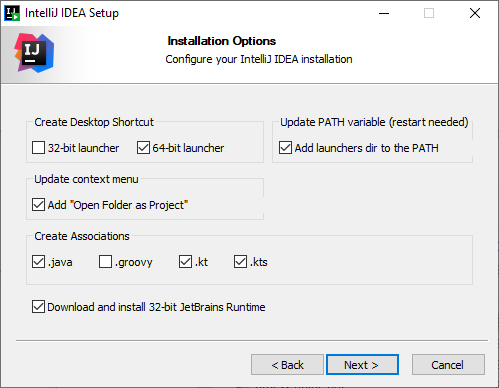 IntelliJ IDEA Setup
IJ
Installation Options
Configure your IntelliJ IDEA installation
Create Desktop Shortcut
Update PATH variable (restart needed)
32-bit launcher
64-bit launcher
Add launchers dir to the PATH
Update context menu
Add "Open Folder as Project"
Create Associations
.java
.groovy
.kt
.kts
Download and install 32-bit JetBrains Runtime
< Back
Next >
Cancel